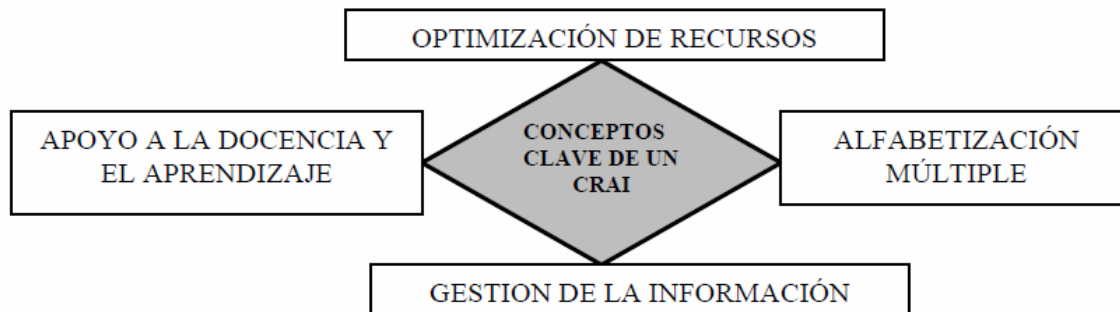 OPTIMIZACIÓN DE RECURSOS
APOYO A LA DOCENCIA Y
EL APRENDIZAJE
CONCEPTOS
CLAVE DE UN
CRAI
ALFABETIZACIÓN
MÚLTIPLE
GESTION DE LA INFORMACIÓN